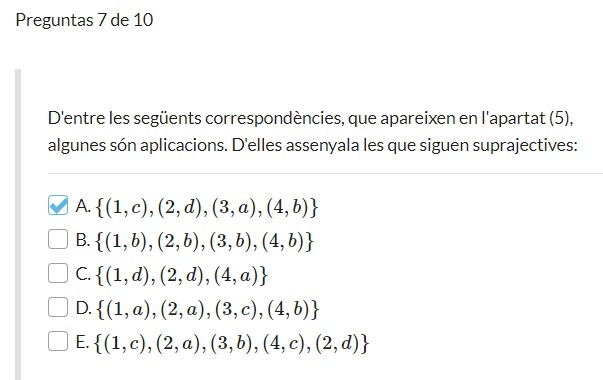 Preguntas 7 de 10
D'entre les següents correspondències, que apareixen en l'apartat (5),
algunes són aplicacions. D'elles assenyala les que siguen suprajectives:
A. {(1, c), (2, d), (3, a), (4, b)}
B. {(1, b), (2, b), (3, b), (4, b)}
C. {(1, d), (2, d), (4, a)}
D. {(1, a), (2, a), (3, c), (4, b)}
E. {(1, c), (2, a), (3, b), (4, c), (2, d)}